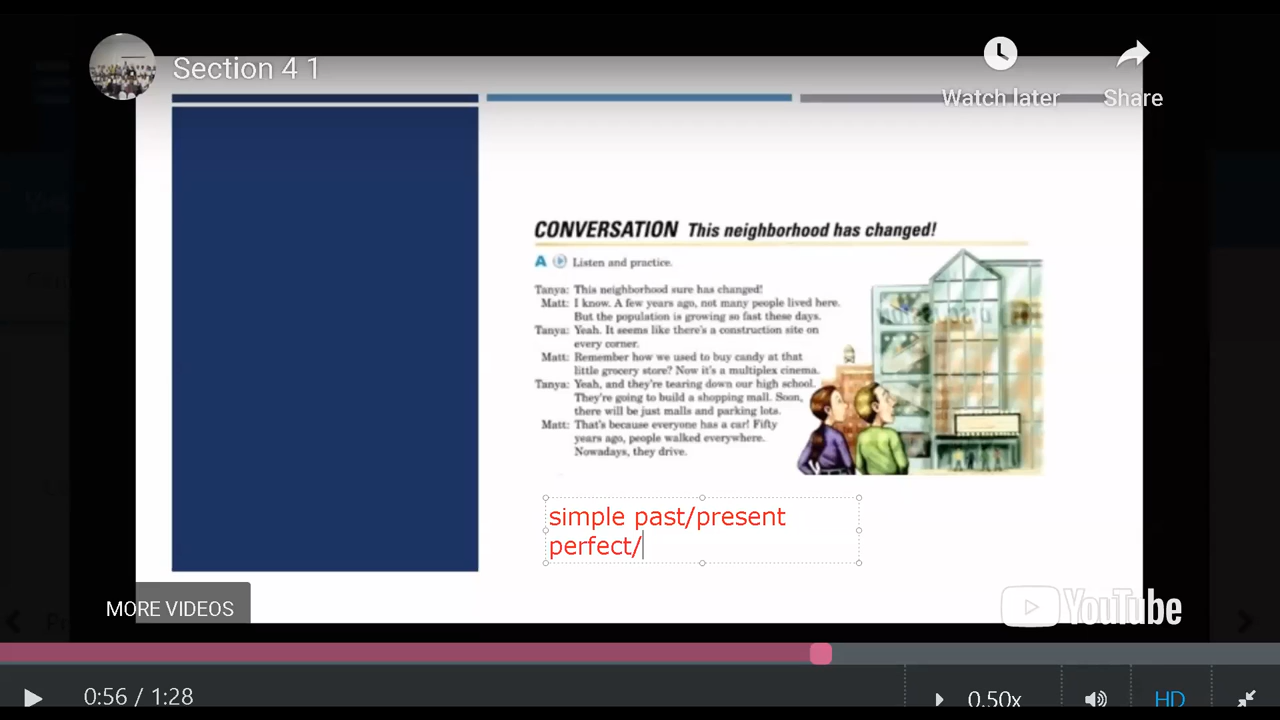 Section 4 1
Watch later
Share
CONVERSATION This neighborhood has changed!
A Listen and practice.
Tanya: This neighborhood sure has changed!
Matt: I know. A few years ago, not many people lived here.
But the population is growing so fast these days.
Tanya: Yeah. It seems like there's a construction site on
every corner.
Matt: Remember how we used to buy candy at that
little grocery store? Now it's a multiplex cinema.
Tanya: Yeah, and they're tearing down our high school.
They're going to build a shopping mall. Soon,
there will be just malls and parking lots.
Matt: That's because everyone has a car! Fifty
years ago, people walked everywhere.
Nowadays, they drive.
simple past/present
perfect/
MORE VIDEOS
YouTube
0:56 / 1:28
0.50x
HD